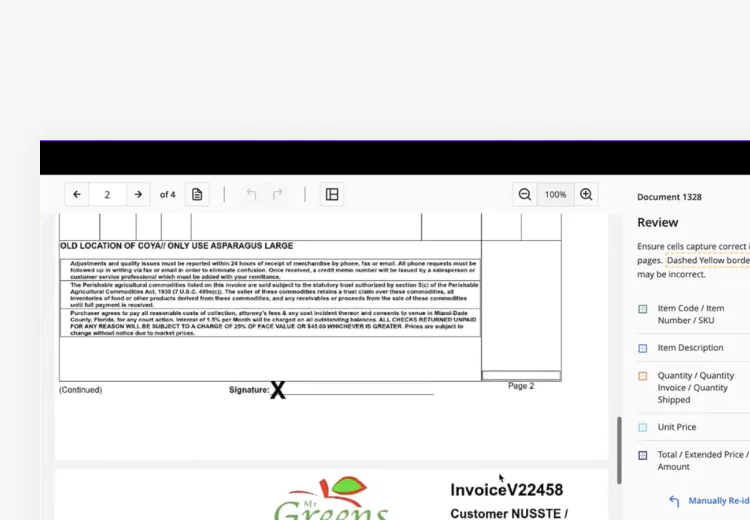 2
of 4
100%
Document 1328
Review
Ensure cells capture correct
pages. Dashed Yellow borde
may be incorrect.
Item Code / Item
Number / SKU
Item Description
Quantity / Quantity
Invoice / Quantity
Shipped
Unit Price
Total / Extended Price /
Amount
Manually Re-id
OLD LOCATION OF COYA// ONLY USE ASPARAGUS LARGE
Adjustments and quality issues must be reported within 24 hours of receipt of merchandise by phone, fax or email. All phone requests must be
followed up in writing via fax or email in order to eliminate confusion. Once received, a credit memo number will be issued by a salesperson or
customer service professional which must be added with your remittance.
The Perishable agricultural commodities listed on this invoice are sold subject to the statutory trust authorized by section 5(c) of the Perishable
Agricultural Commodities Act, 1930 (7 U.S.C. 499e(c)). The seller of these commodities retains a trust claim over these commodities, all
inventories of food or other products derived from these commodities, and any receivables or proceeds from the sale of these commodities
until full payment is received.
Purchaser agrees to pay all reasonable costs of collection, attorney's fees & any cost incident thereof and consents to venue in Miami-Dade
County, Florida, for any court action. Interest of 1.5% per Month will be charged on all outstanding balances. ALL CHECKS RETURNED UNPAID
FOR ANY REASON WILL BE SUBJECT TO A CHARGE OF 25% OF FACE VALUE OR $45.00 WHICHEVER IS GREATER. Prices are subject to
change without notice due to market prices.
(Continued)
Signature: X
Page 2
Mr
Greens
InvoiceV22458
Customer NUSSTE /